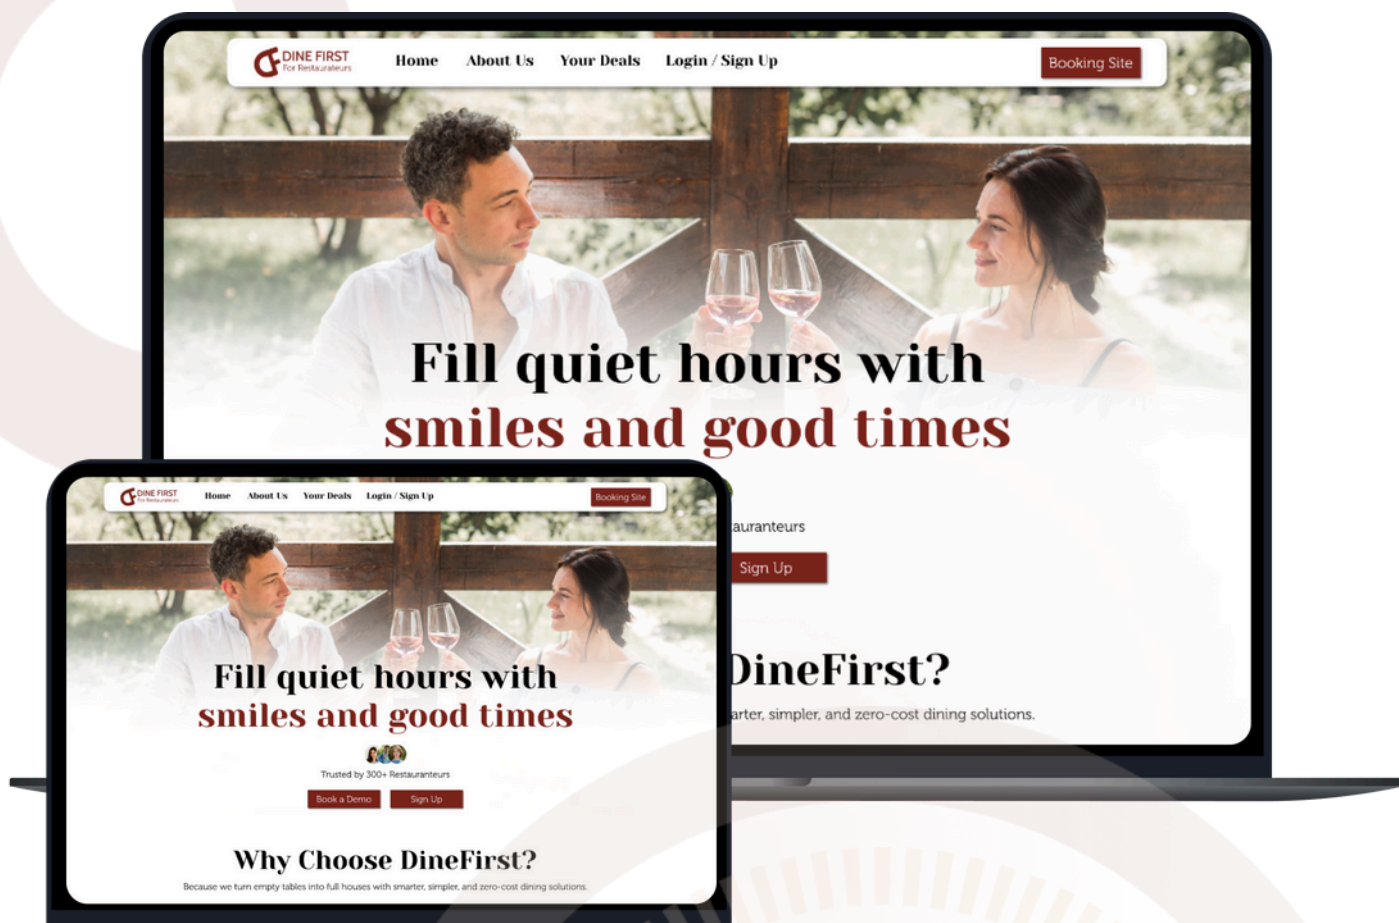 DINE FIRST
For Restaurateurs
Home
About Us
Your Deals
Login / Sign Up
Booking Site
Fill quiet hours with
smiles and good times
auranteurs
Sign Up
DineFirst?
arter, simpler, and zero-cost dining solutions.
DINE FIRST
For Restaurateurs
Home
About Us
Your Deals
Login / Sign Up
Booking Site
Fill quiet hours with
smiles and good times
Trusted by 300+ Restauranteurs
Book a Demo
Sign Up
Why Choose DineFirst?
Because we turn empty tables into full houses with smarter, simpler, and zero-cost dining solutions.